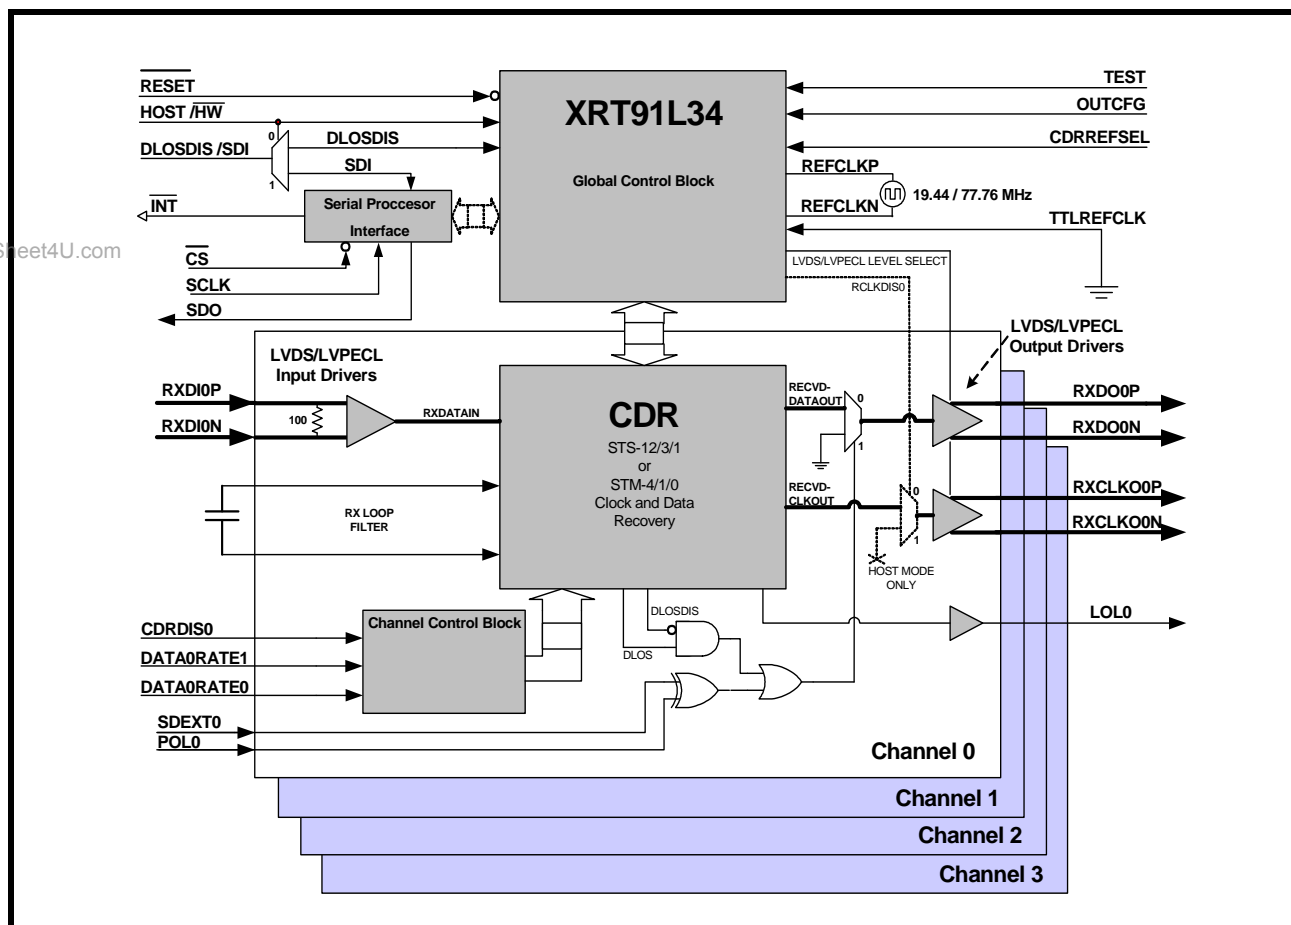 RESET
HOST /HW
DLOSDIS /SDI
0
1
DLOSDIS
SDI
INT
Serial Proccesor
Interface
CS
SCLK
SDO
XRT91L34
Global Control Block
TEST
OUTCFG
CDRREFSEL
REFCLKP
REFCLKN
19.44 / 77.76 MHz
TTLREFCLK
LVDS/LVPECL LEVEL SELECT
RCLKDIS0
heet4U.com
LVDS/LVPECL
Input Drivers
LVDS/LVPECL
Output Drivers
RXDI0P
RXDI0N
100
RXDATAIN
CDR
STS-12/3/1
or
STM-4/1/0
Clock and Data
Recovery
RX LOOP
FILTER
RECVD-
DATAOUT
0
1
RECVD-
CLKOUT
0
1
HOST MODE
ONLY
RXDO0P
RXDO0N
RXCLKO0P
RXCLKO0N
LOL0
Channel Control Block
CDRDIS0
DATA0RATE1
DATA0RATE0
DLOSDIS
DLOS
SDEXT0
POL0
Channel 0
Channel 1
Channel 2
Channel 3